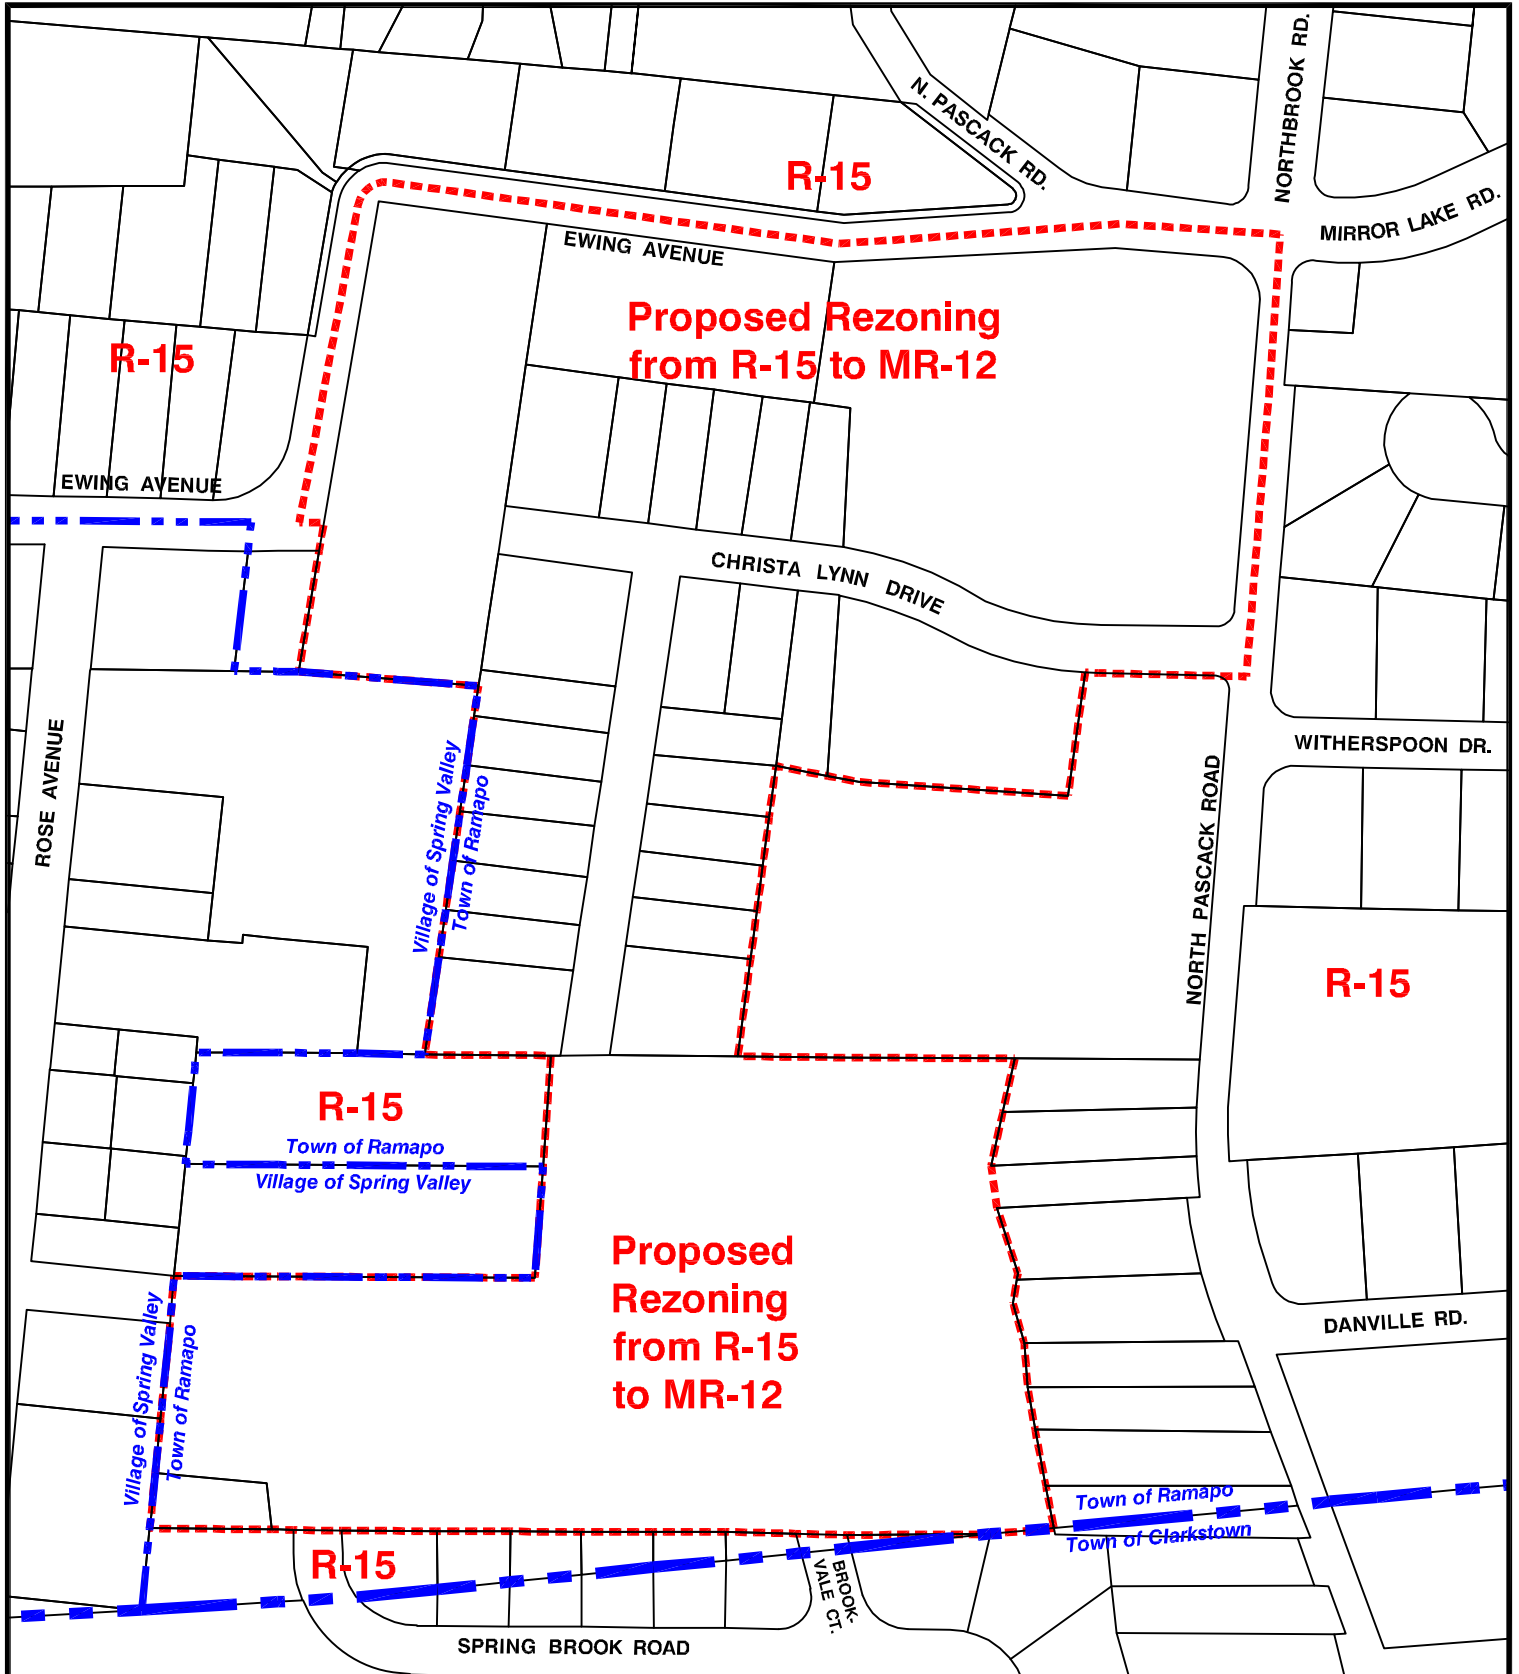 NORTHBROOK RD.
N. PASCACK RD.
R-15
MIRROR LAKE RD.
EWING AVENUE
Proposed Rezoning
from R-15 to MR-12
R-15
EWING AVENUE
CHRISTA LYNN DRIVE
WITHERSPOON DR.
ROSE AVENUE
Village of Spring Valley
Town of Ramapo
NORTH PASCACK ROAD
R-15
R-15
Town of Ramapo
Village of Spring Valley
Proposed
Rezoning
from R-15
to MR-12
DANVILLE RD.
Village of Spring Valley
Town of Ramapo
Town of Ramapo
Town of Clarkstown
R-15
BROOK-
VALE CT.
SPRING BROOK ROAD